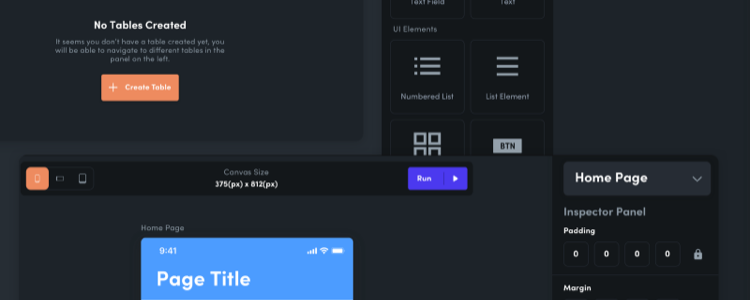 Text Field
Text
No Tables Created
It seems you don't have a table created yet, you
will be able to navigate to different tables in the
panel on the left.
Create Table
UI Elements
Numbered List
List Element
BTN
Canvas Size
375(px) x 812(px)
Run
Home Page
Inspector Panel
Padding
0 0 0 0
Margin
Home Page
9:41
Page Title